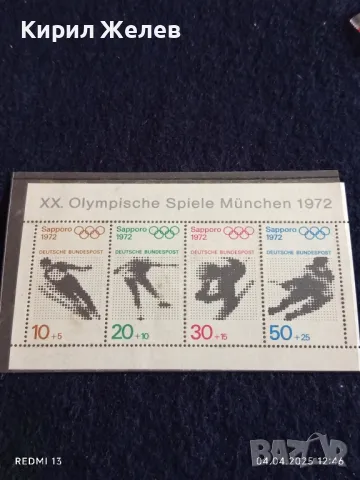 Кирил Желев
XX. Olympische Spiele München 1972
Sapporo 1972
DEUTSCHE BUNDESPOST
10 +5
Sapporo 1972
DEUTSCHE BUNDESPOST
20 +10
Sapporo 1972
DEUTSCHE BUNDESPOST
30 +15
Sapporo 1972
DEUTSCHE BUNDESPOST
50 +25
REDMI 13
04.04.2025 12:46
BAZAR